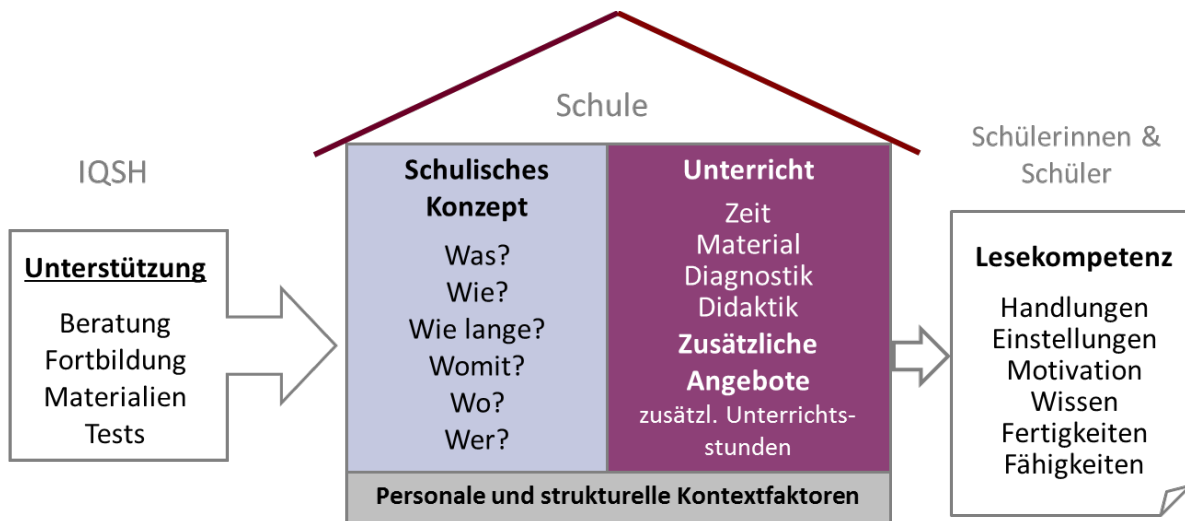 IQSH
Unterstützung
Beratung
Fortbildung
Materialien
Tests
Schule
Schulisches
Konzept
Was?
Wie?
Wie lange?
Womit?
Wo?
Wer?
Unterricht
Zeit
Material
Diagnostik
Didaktik
Zusätzliche
Angebote
zusätzl. Unterrichts-
stunden
Personale und strukturelle Kontextfaktoren
Schülerinnen &
Schüler
Lesekompetenz
Handlungen
Einstellungen
Motivation
Wissen
Fertigkeiten
Fähigkeiten